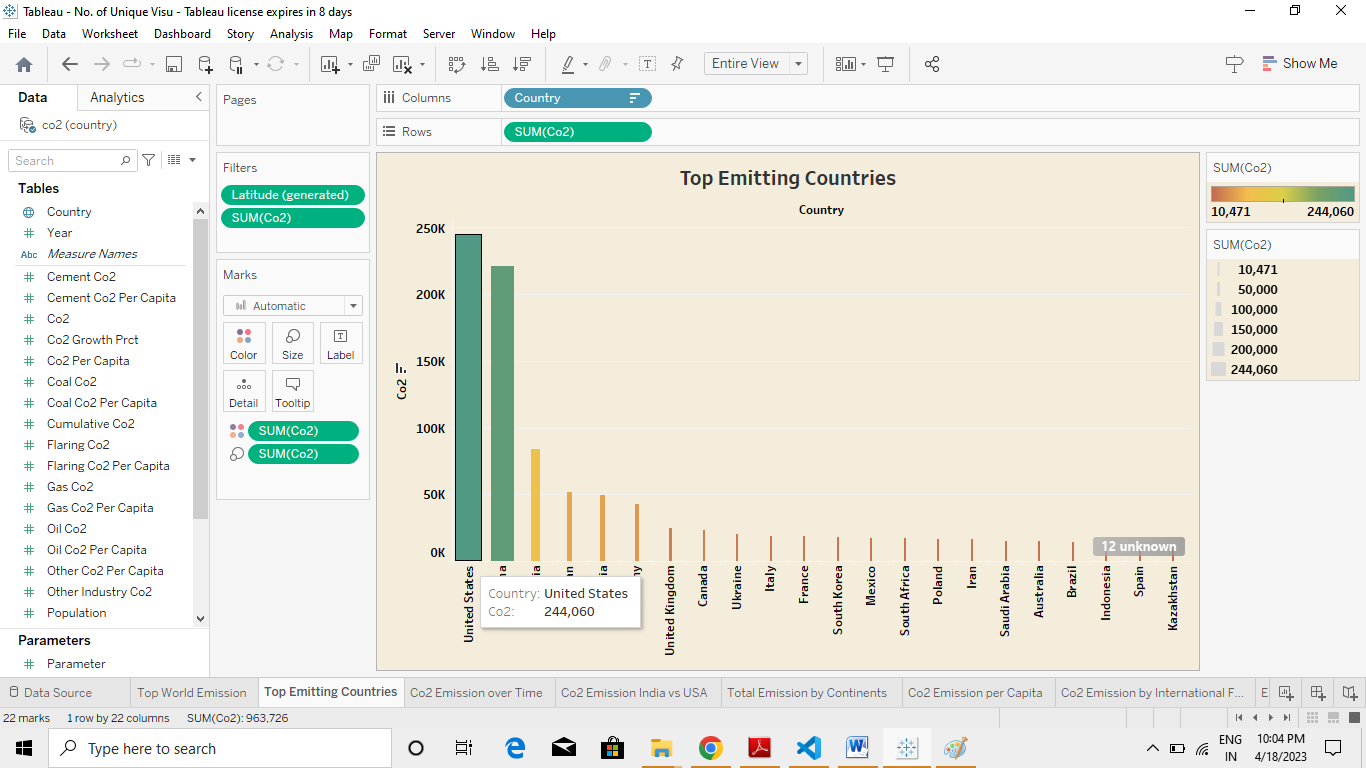 Tableau - No. of Unique Visu - Tableau license expires in 8 days
File Data Worksheet Dashboard Story Analysis Map Format Server Window Help
Entire View
Show Me
Data Analytics
co2 (country)
Search
Tables
Country
Year
Abc Measure Names
Cement Co2
Cement Co2 Per Capita
Co2
Co2 Growth Prct
Co2 Per Capita
Coal Co2
Coal Co2 Per Capita
Cumulative Co2
Flaring Co2
Flaring Co2 Per Capita
Gas Co2
Gas Co2 Per Capita
Oil Co2
Oil Co2 Per Capita
Other Co2 Per Capita
Other Industry Co2
Population
Parameters
Parameter
Pages
Filters
Latitude (generated)
SUM(Co2)
Marks
Automatic
Color Size Label
Detail Tooltip
SUM(Co2)
SUM(Co2)
Columns Country
Rows SUM(Co2)
Top Emitting Countries
Country
250K
200K
150K
100K
50K
0K
Co2
12 unknown
United States
United Kingdom
Canada
Ukraine
Italy
France
South Korea
Mexico
South Africa
Poland
Iran
Saudi Arabia
Australia
Brazil
Indonesia
Spain
Kazakhstan
Country: United States
Co2: 244,060
SUM(Co2)
10,471 244,060
SUM(Co2)
10,471
50,000
100,000
150,000
200,000
244,060
Data Source Top World Emission Top Emitting Countries Co2 Emission over Time Co2 Emission India vs USA Total Emission by Continents Co2 Emission per Capita Co2 Emission by International F... E
22 marks 1 row by 22 columns SUM(Co2): 963,726
Type here to search
ENG
IN
10:04 PM
4/18/2023